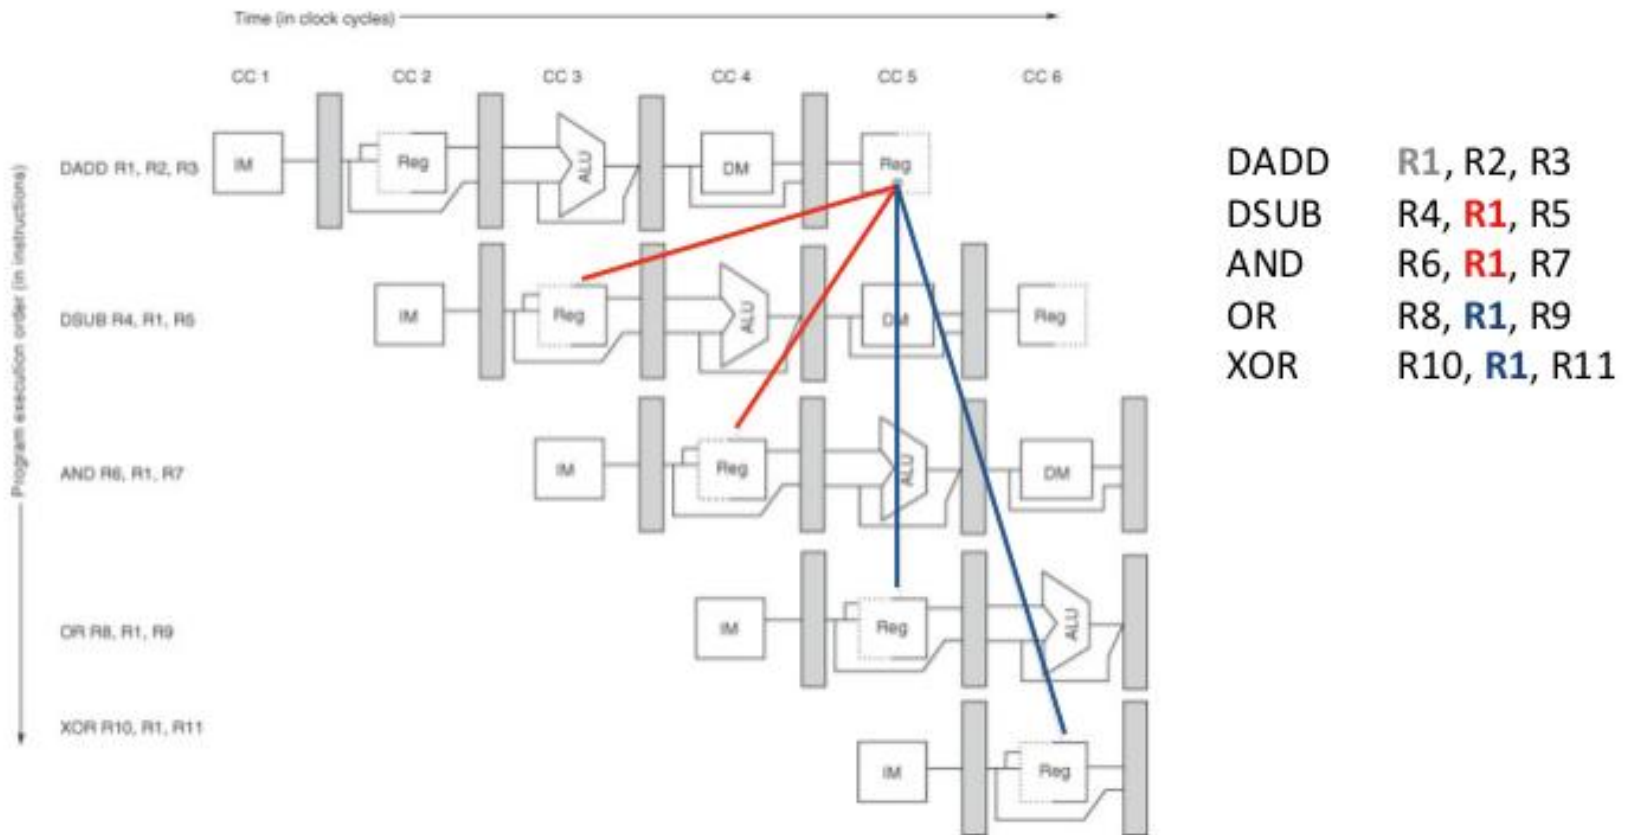 Time (in clock cycles)
CC 1 CC 2 CC 3 CC 4 CC 5 CC 6
Program execution order (in instructions)
DADD R1, R2, R3
IM Reg ALU DM Reg
DSUB R4, R1, R5
IM Reg ALU DM Reg
AND R6, R1, R7
IM Reg ALU DM
OR R8, R1, R9
IM Reg ALU
XOR R10, R1, R11
IM Reg
DADD R1, R2, R3
DSUB R4, R1, R5
AND R6, R1, R7
OR R8, R1, R9
XOR R10, R1, R11